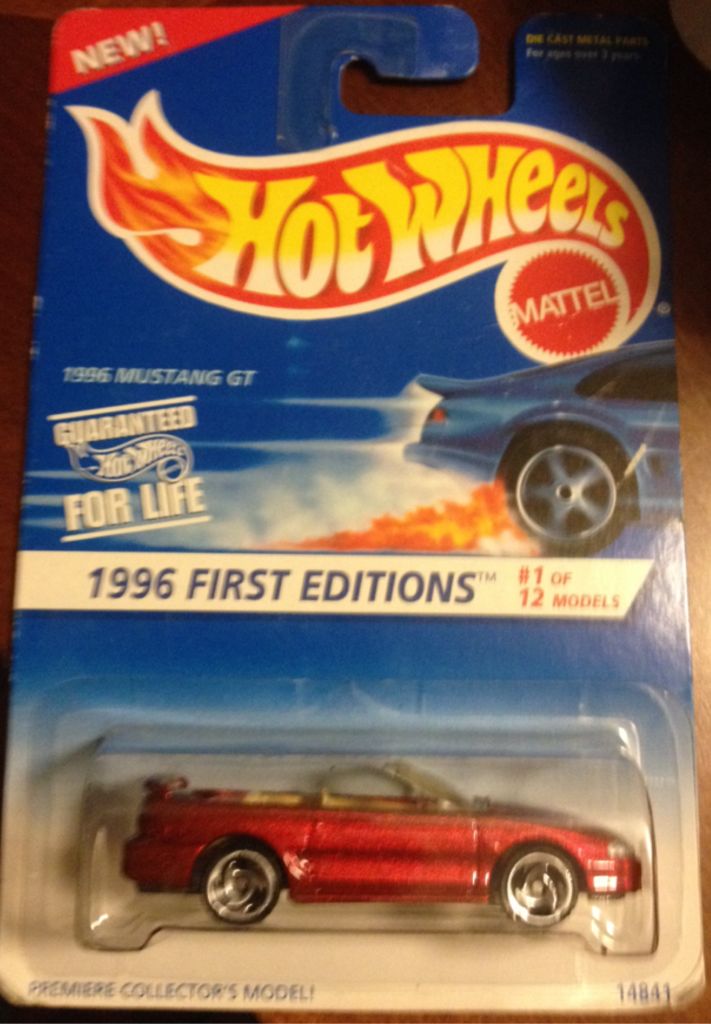 NEW!
DIE CAST METAL PARTS
For ages over 3 years
HOT WHEELS
MATTEL
®
1996 MUSTANG GT
GUARANTEED
HOT WHEELS
FOR LIFE
1996 FIRST EDITIONS™
#1 OF
12 MODELS
PREMIERE COLLECTOR'S MODEL!
14841